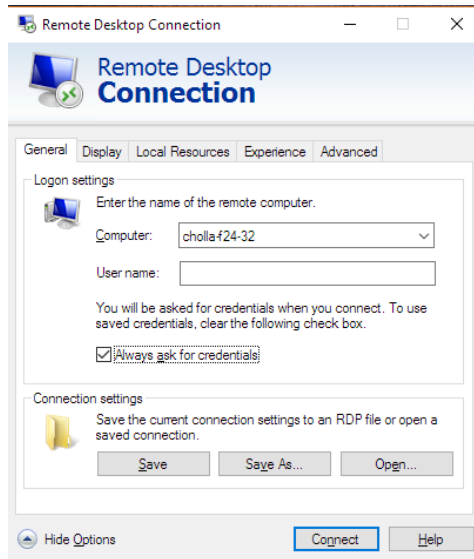 Remote Desktop Connection
Remote Desktop
Connection
General Display Local Resources Experience Advanced
Logon settings
Enter the name of the remote computer.
Computer: cholla-f24-32
User name:
You will be asked for credentials when you connect. To use
saved credentials, clear the following check box.
Always ask for credentials
Connection settings
Save the current connection settings to an RDP file or open a
saved connection.
Save Save As... Open...
Hide Options Connect Help